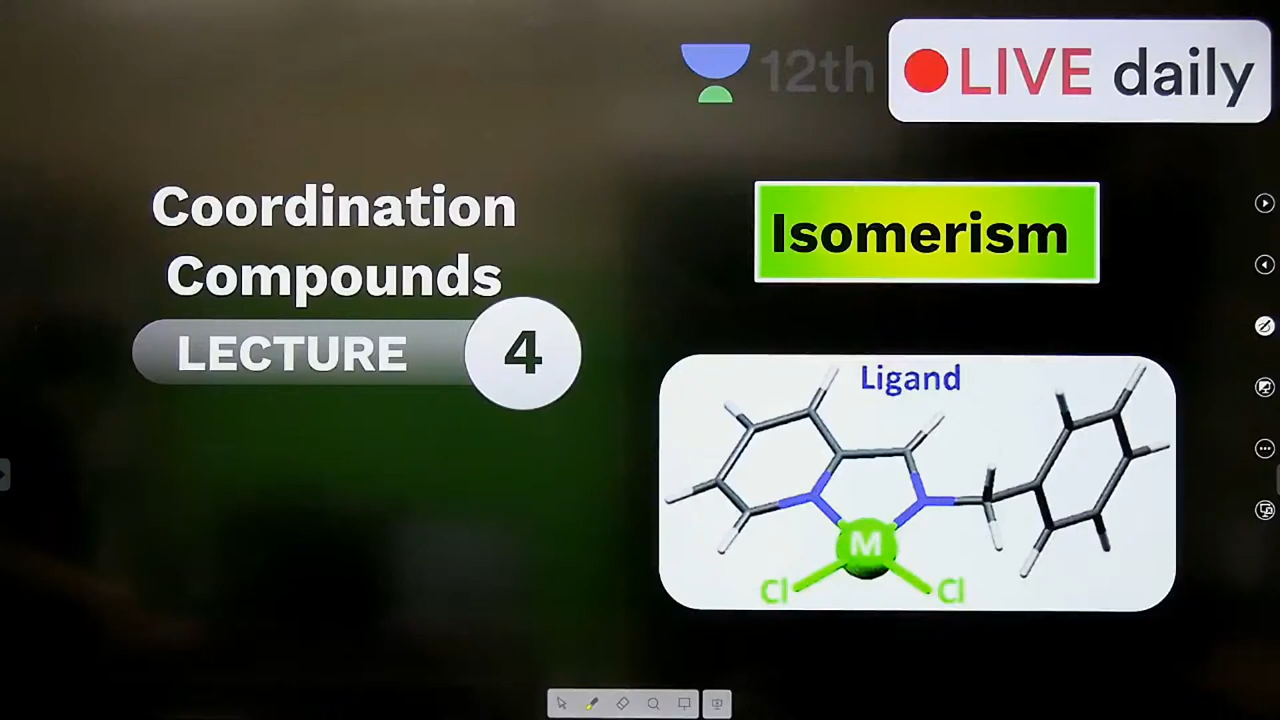 12th
LIVE daily
Coordination
Compounds
LECTURE 4
Isomerism
Ligand
M
Cl Cl